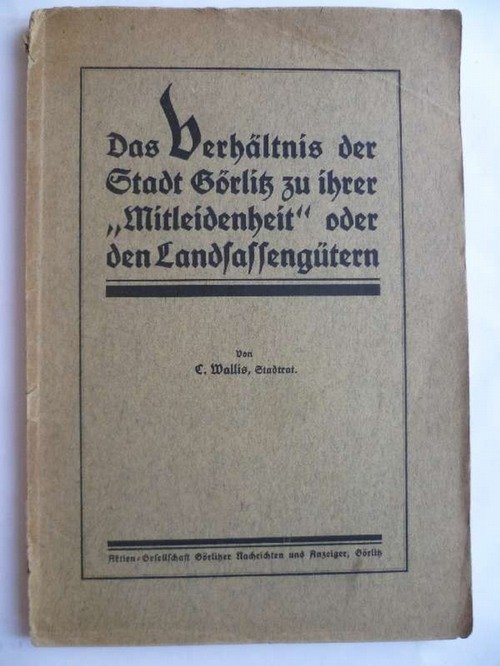 Das Verhältnis der
Stadt Görlitz zu ihrer
„Mitleidenheit“ oder
den Landsassengütern
Von
C. Wallis, Stadtrat.
Aktien-Gesellschaft Görlitzer Nachrichten und Anzeiger, Görlitz